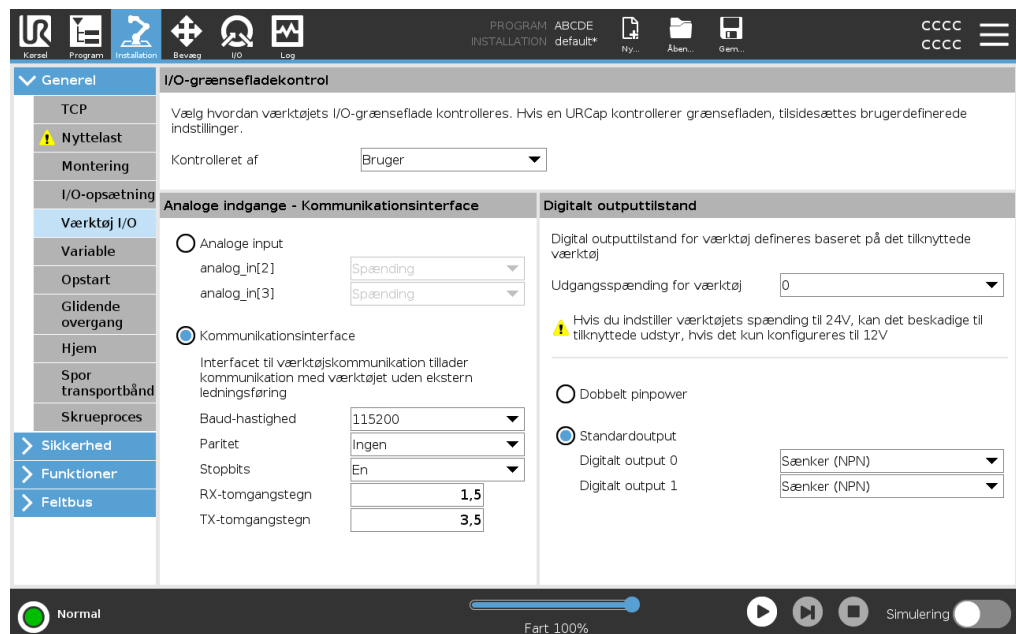 UR
PROGRAM ABCDE
INSTALLATION default*
Kørsel Program Installation Bevæg I/O Log
Ny... Åben... Gem...
CCCC
CCCC
Generel
TCP
Nyttelast
Montering
I/O-opsætning
Værktøj I/O
Variable
Opstart
Glidende
overgang
Hjem
Spor
transportbånd
Skrueproces
Sikkerhed
Funktioner
Feltbus
I/O-grænsefladekontrol
Vælg hvordan værktøjets I/O-grænseflade kontrolleres. Hvis en URCap kontrollerer grænsefladen, tilsidesættes brugerdefinerede
indstillinger.
Kontrolleret af Bruger
Analoge indgange - Kommunikationsinterface
Analoge input
analog_in[2] Spænding
analog_in[3] Spænding
Kommunikationsinterface
Interfacet til værktøjskommunikation tillader
kommunikation med værktøjet uden ekstern
ledningsføring
Baud-hastighed 115200
Paritet Ingen
Stopbits En
RX-tomgangstegn 1,5
TX-tomgangstegn 3,5
Digitalt outputtilstand
Digital outputtilstand for værktøj defineres baseret på det tilknyttede
værktøj
Udgangsspænding for værktøj 0
Hvis du indstiller værktøjets spænding til 24V, kan det beskadige til
tilknyttede udstyr, hvis det kun konfigureres til 12V
Dobbelt pinpower
Standardoutput
Digitalt output 0 Sænker (NPN)
Digitalt output 1 Sænker (NPN)
Normal
Fart 100%
Simulering